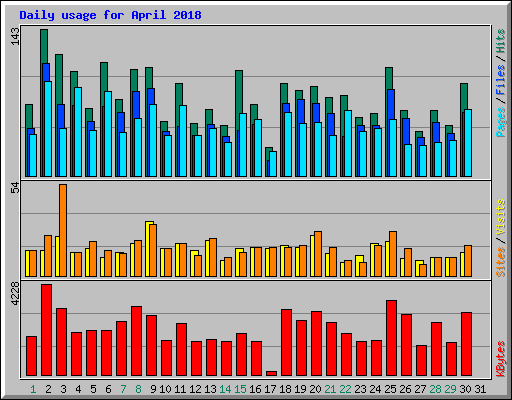 Daily usage for April 2018
143
Pages / Files / Hits
54
Sites / Visits
4228
KBytes
1 2 3 4 5 6 7 8 9 10 11 12 13 14 15 16 17 18 19 20 21 22 23 24 25 26 27 28 29 30 31